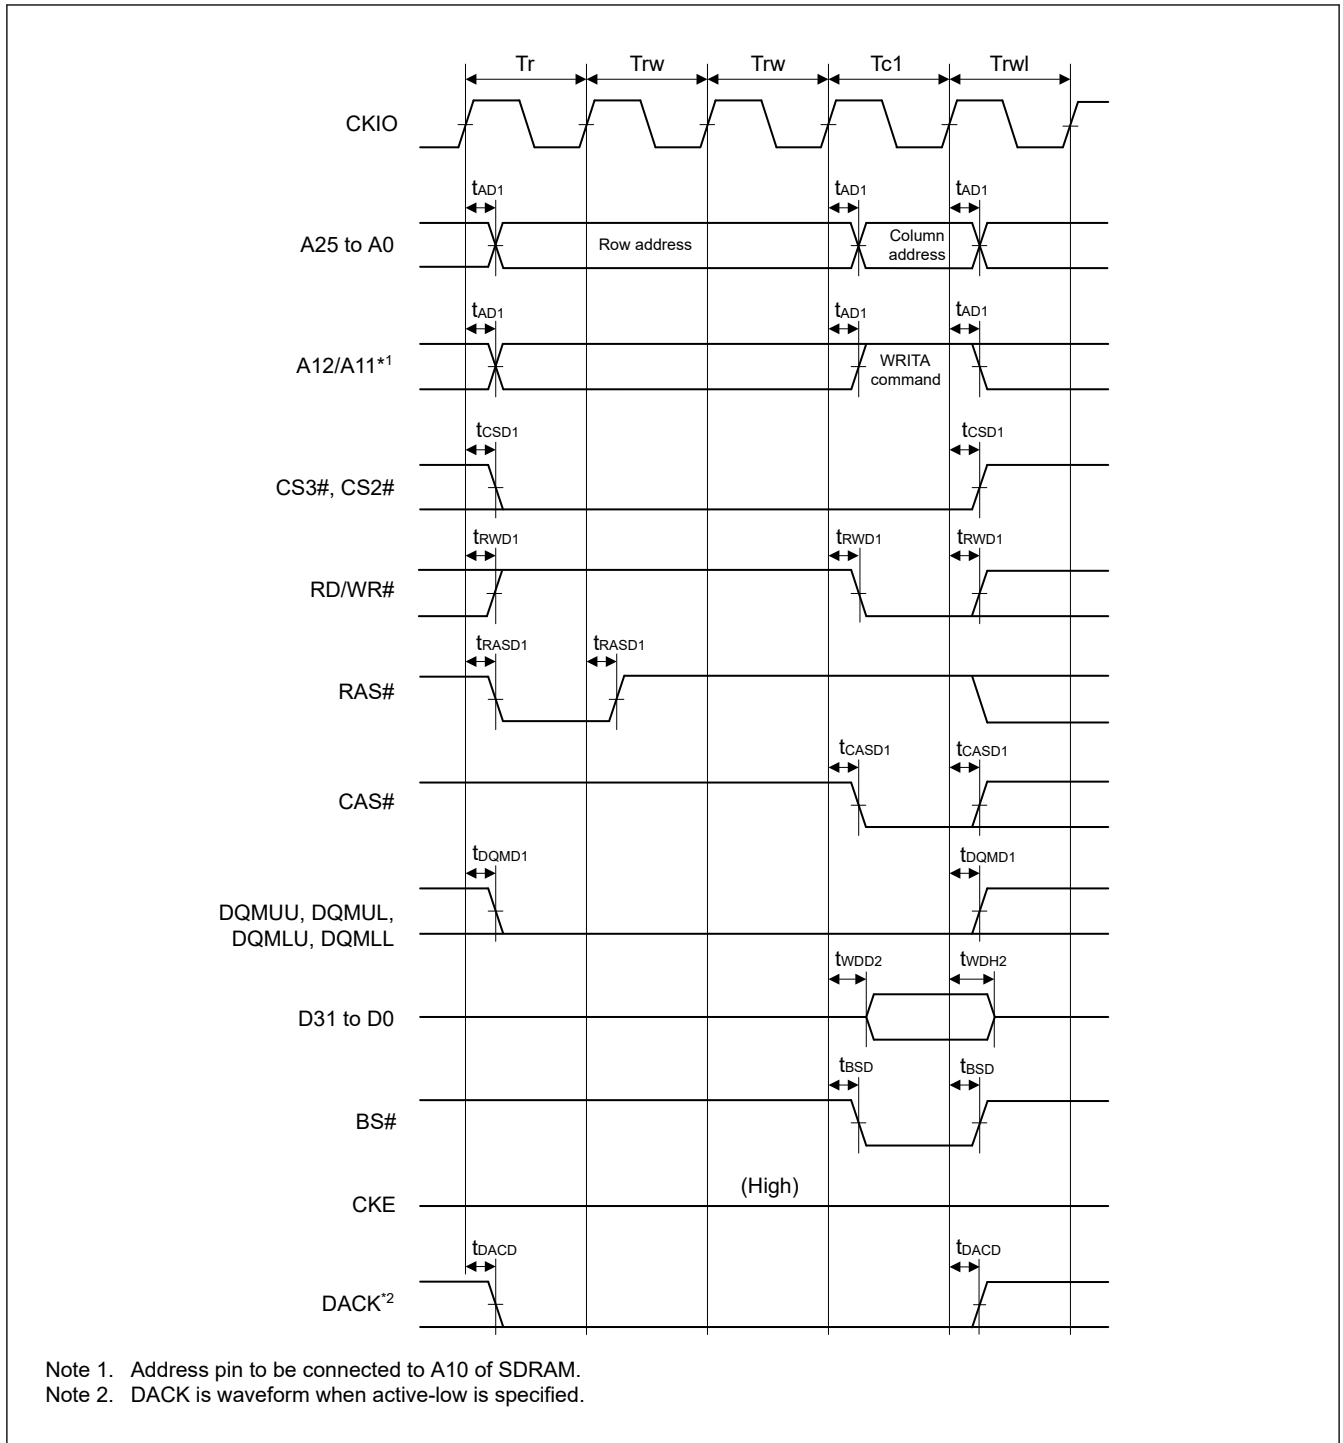 Tr Trw Trw Tc1 Trwl
CKIO
tAD1 tAD1 tAD1
A25 to A0
Row address
Column
address
tAD1 tAD1 tAD1
A12/A11*1
WRITA
command
tCSD1 tCSD1
CS3#, CS2#
tRWD1 tRWD1 tRWD1
RD/WR#
tRASD1 tRASD1
RAS#
tCASD1 tCASD1
CAS#
tDQMD1 tDQMD1
DQMUU, DQMUL,
DQMLU, DQMLL
tWDD2 tWDH2
D31 to D0
tBSD tBSD
BS#
(High)
CKE
tDACD tDACD
DACK*2
Note 1. Address pin to be connected to A10 of SDRAM.
Note 2. DACK is waveform when active-low is specified.